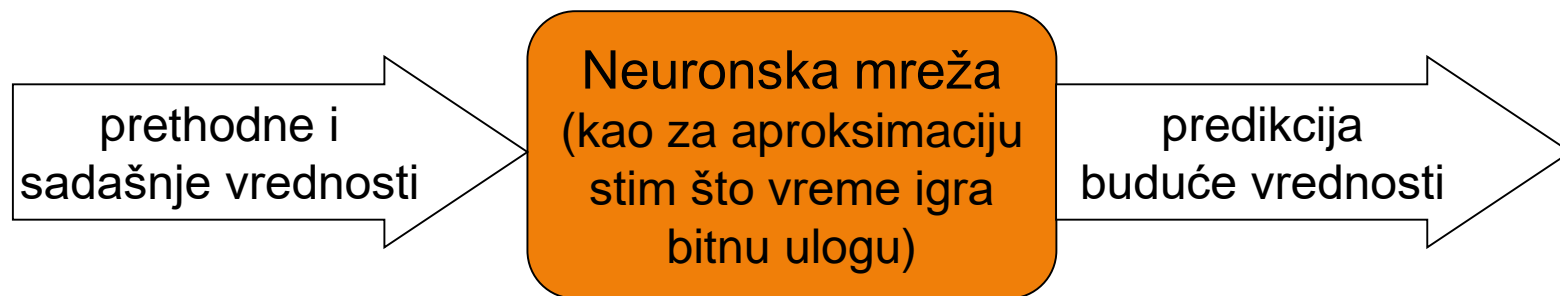 prethodne i
sadašnje vrednosti
Neuronska mreža
(kao za aproksimaciju
stim što vreme igra
bitnu ulogu)
predikcija
buduće vrednosti